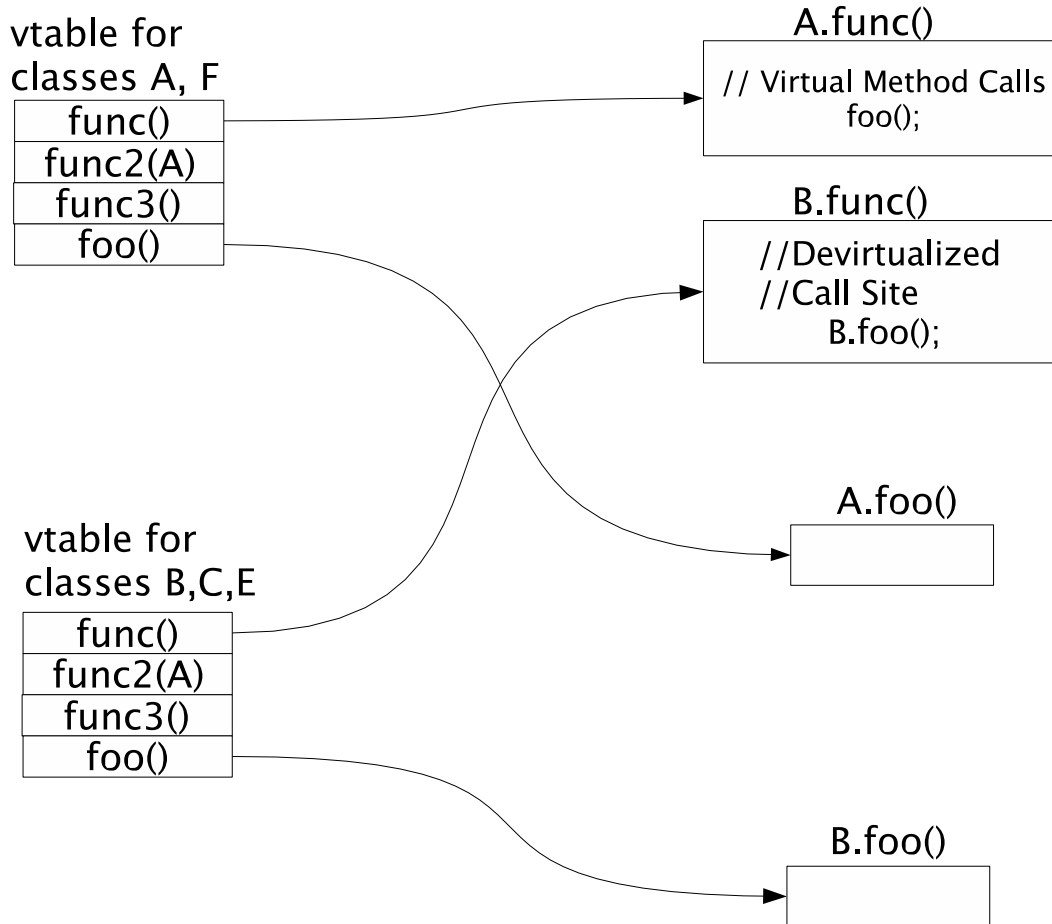 vtable for
classes A, F
func()
func2(A)
func3()
foo()
A.func()
// Virtual Method Calls
foo();
B.func()
//Devirtualized
//Call Site
B.foo();
A.foo()
vtable for
classes B,C,E
func()
func2(A)
func3()
foo()
B.foo()